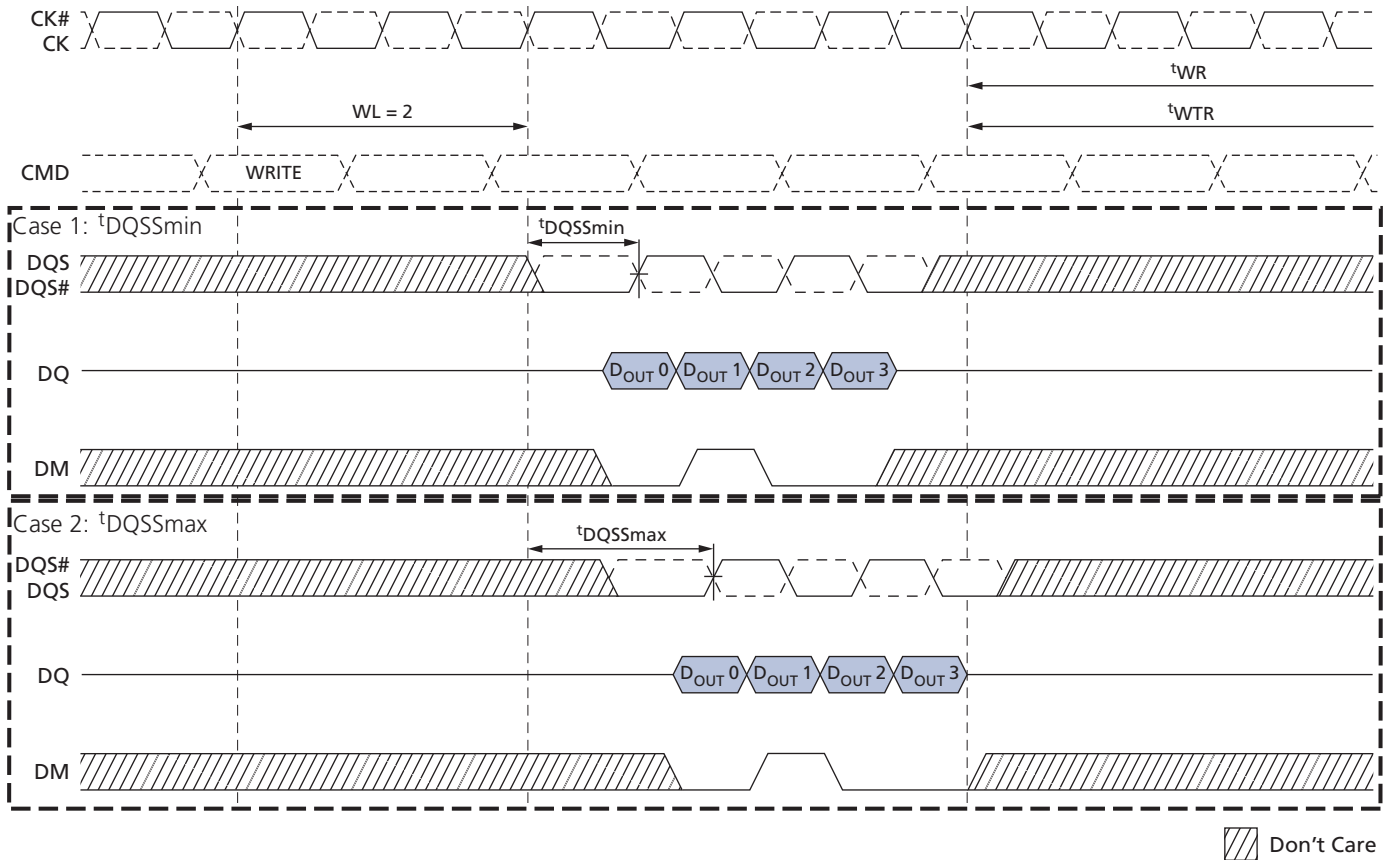 CK#
CK
tWR
WL = 2
tWTR
CMD
WRITE
Case 1: tDQSSmin
tDQSSmin
DQS
DQS#
DQ
DOUT 0 DOUT 1 DOUT 2 DOUT 3
DM
Case 2: tDQSSmax
tDQSSmax
DQS#
DQS
DQ
DOUT 0 DOUT 1 DOUT 2 DOUT 3
DM
Don't Care